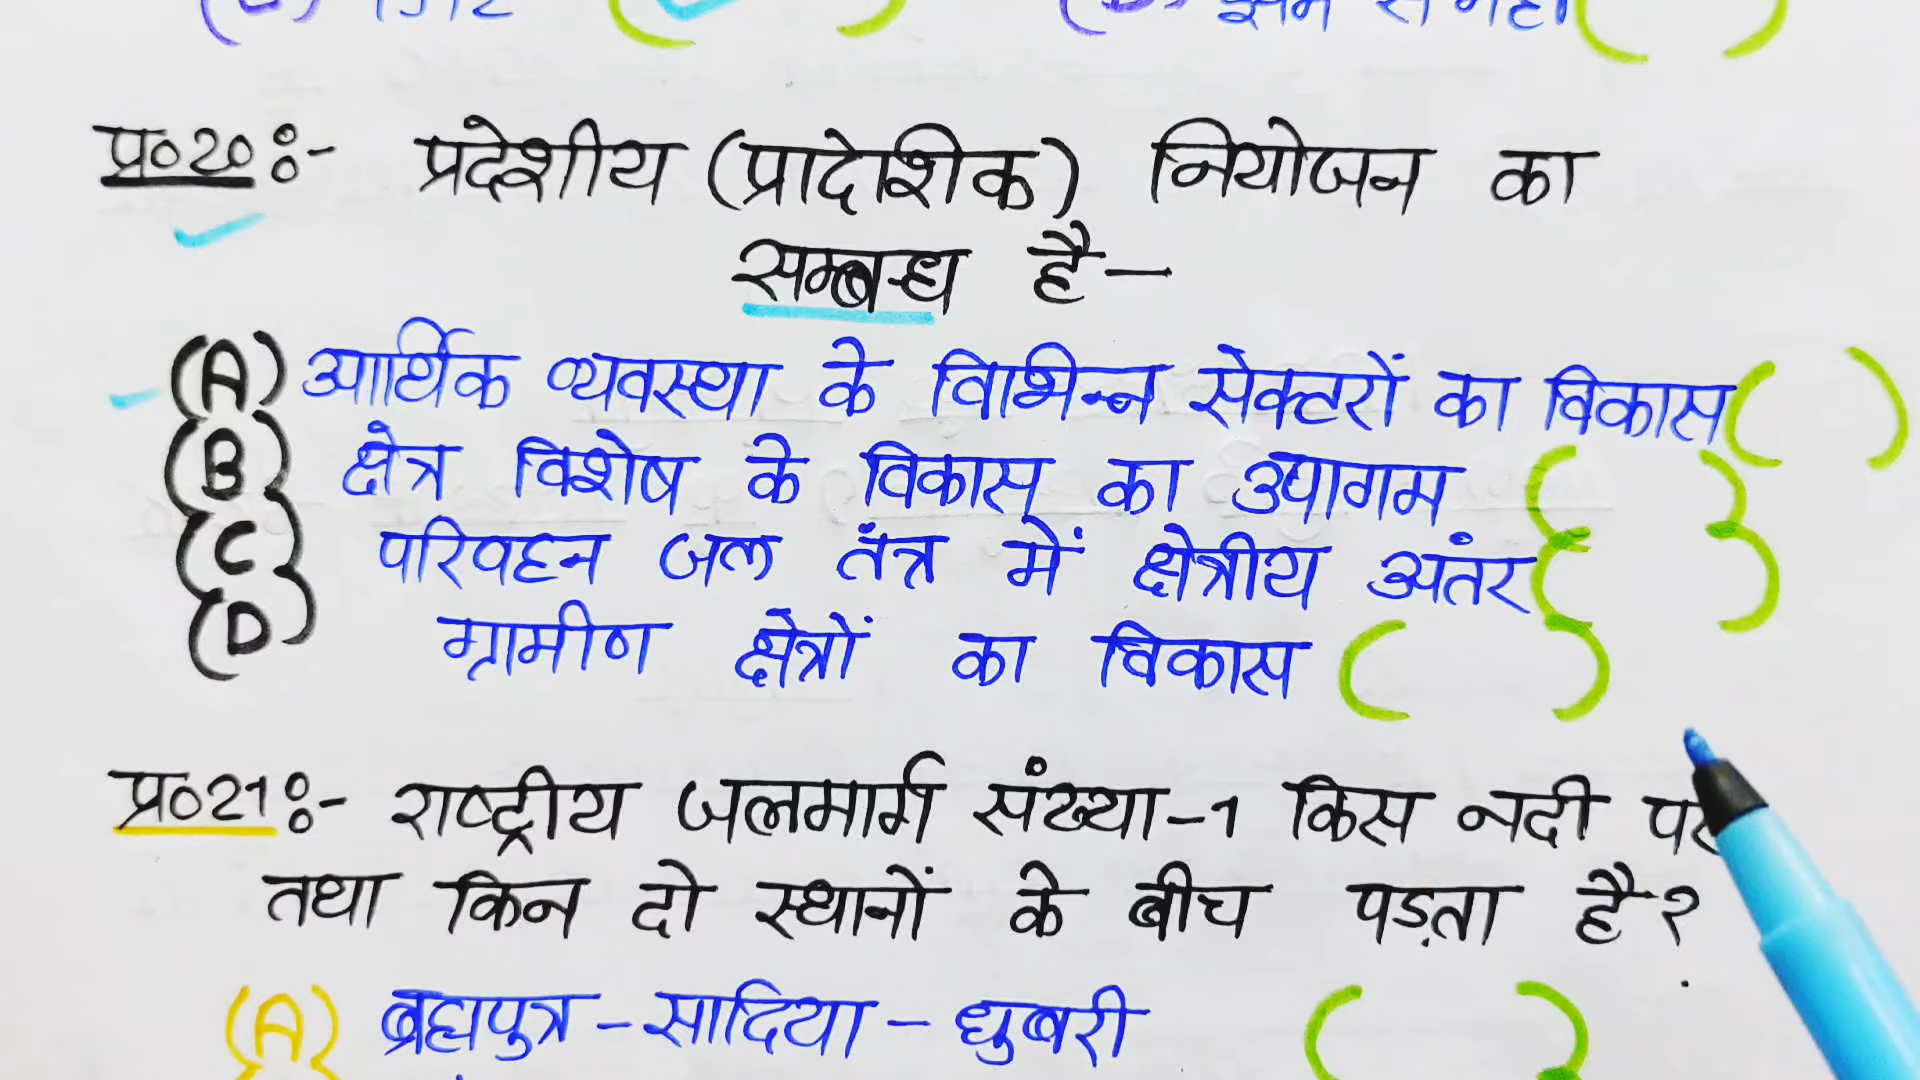 प्र०20:- प्रदेशीय (प्रादेशिक) नियोजन का
सम्बन्ध है-
(A) आर्थिक व्यवस्था के विभिन्न सेक्टरों का विकास ( )
(B) क्षेत्र विशेष के विकास का उपागम ( )
(C) परिवहन जल तंत्र में क्षेत्रीय अंतर ( )
(D) ग्रामीण क्षेत्रों का विकास ( )
प्र०21:- राष्ट्रीय जलमार्ग संख्या-1 किस नदी पर
तथा किन दो स्थानों के बीच पड़ता है?
(A) ब्रह्मपुत्र - सादिया - धुबरी ( )